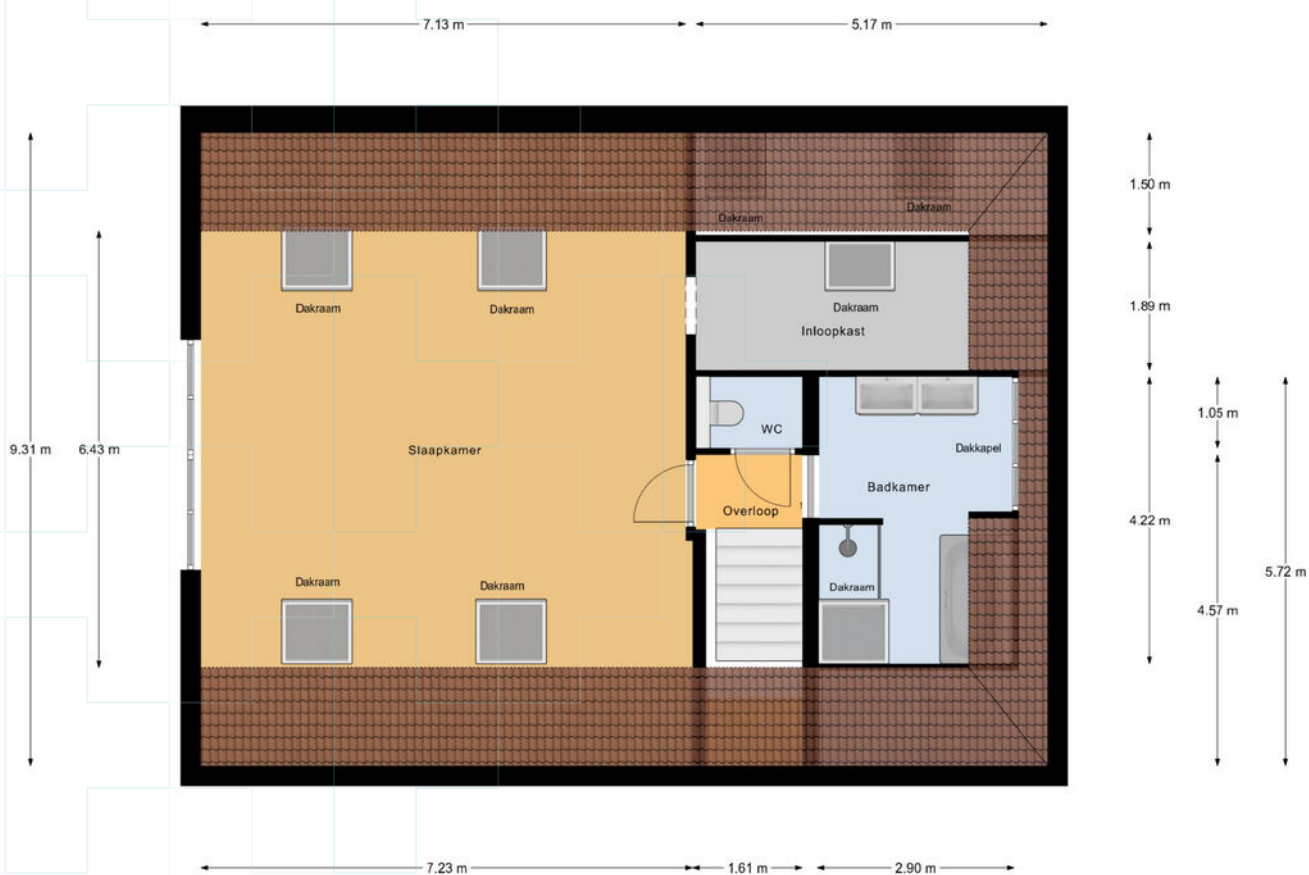 7.13 m
5.17 m
1.50 m
Dakraam
Dakraam
Dakraam
Dakraam
Dakraam
1.89 m
Inloopkast
1.05 m
WC
9.31 m
6.43 m
Slaapkamer
Dakkapel
Badkamer
Overloop
4.22 m
5.72 m
Dakraam
Dakraam
Dakraam
4.57 m
7.23 m
1.61 m
2.90 m